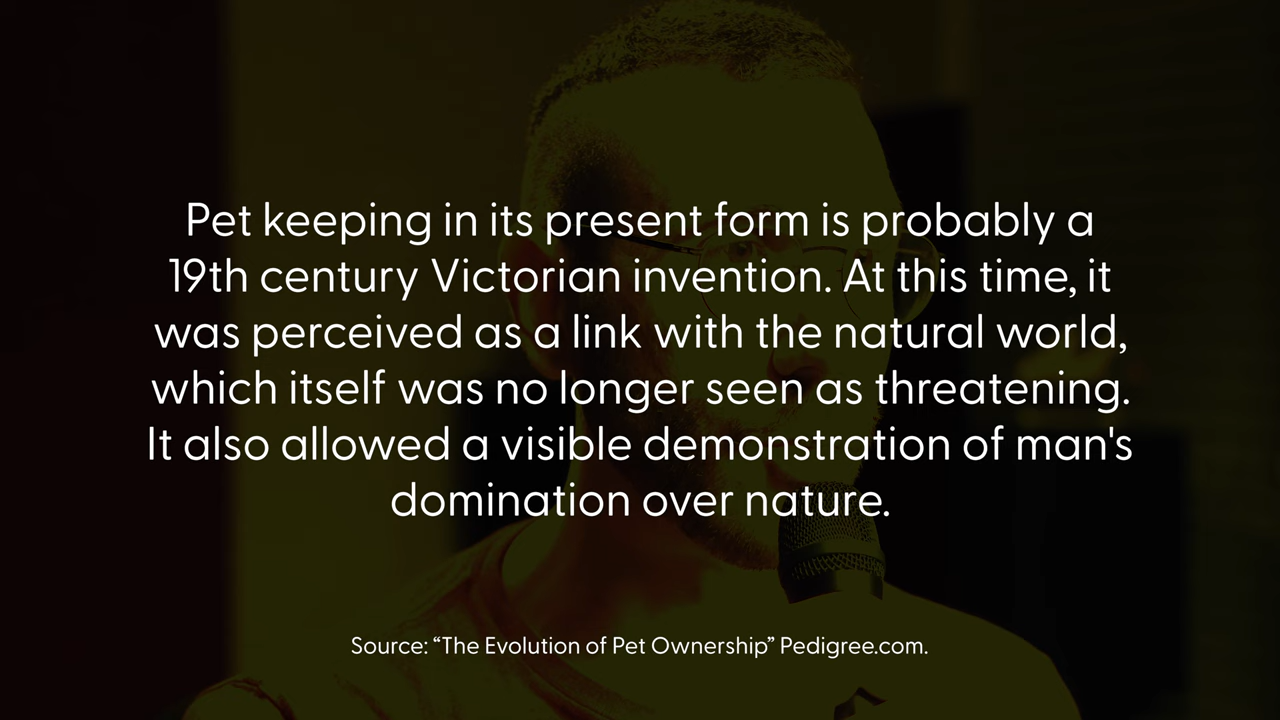 Pet keeping in its present form is probably a
19th century Victorian invention. At this time, it
was perceived as a link with the natural world,
which itself was no longer seen as threatening.
It also allowed a visible demonstration of man's
domination over nature.
Source: “The Evolution of Pet Ownership” Pedigree.com.